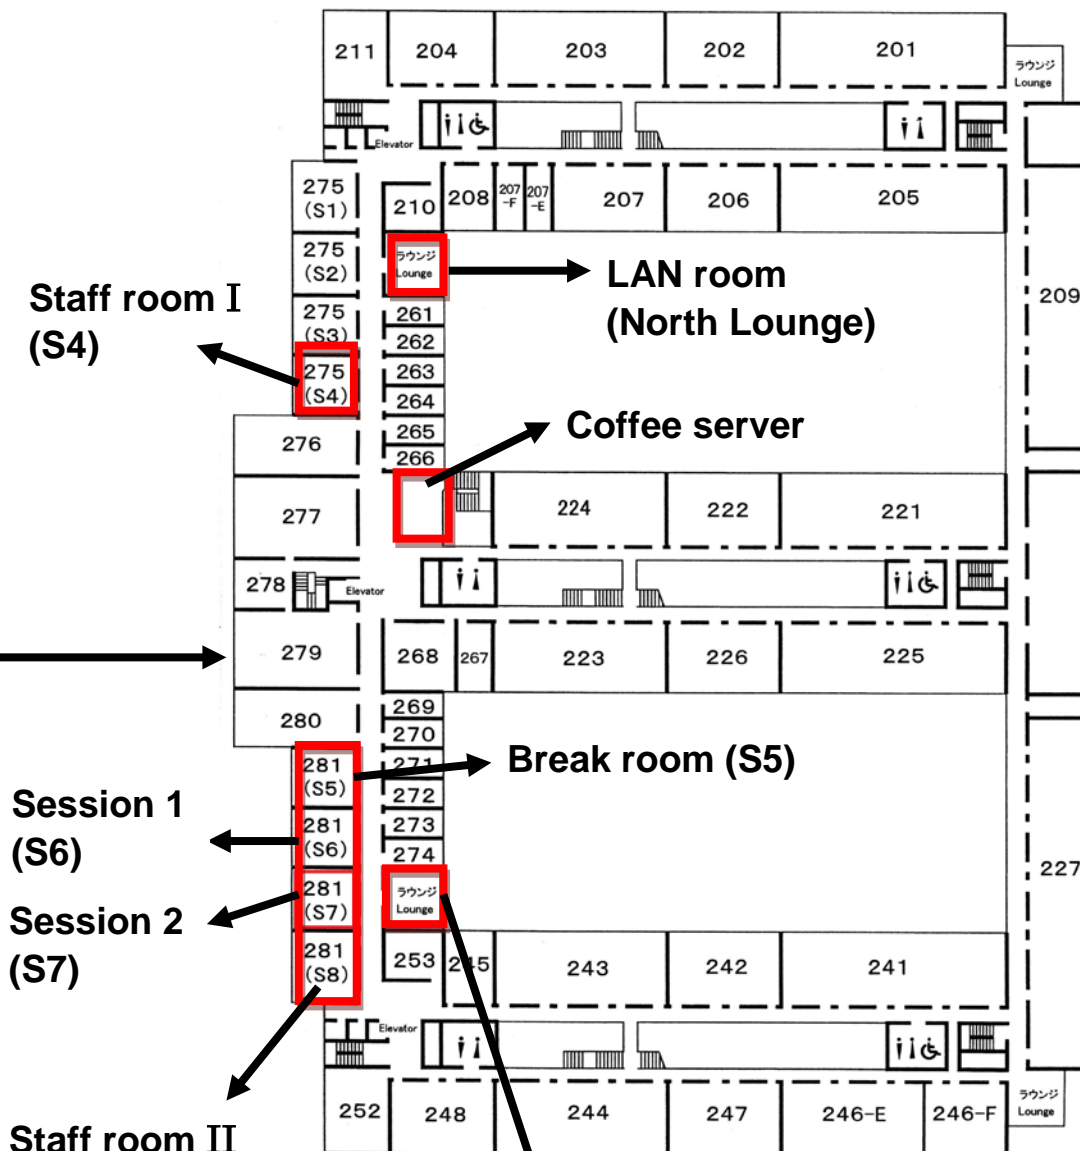 211
204
203
202
201
ラウンジ
Lounge
Elevator
275
(S1)
210
208
207
-F
207
-E
207
206
205
275
(S2)
ラウンジ
Lounge
LAN room
(North Lounge)
209
Staff room Ⅰ
(S4)
275
(S3)
261
262
275
(S4)
263
264
Coffee server
276
265
266
277
224
222
221
278
Elevator
279
268
267
223
226
225
280
269
270
281
(S5)
271
Break room (S5)
272
Session 1
(S6)
281
(S6)
273
274
227
281
(S7)
ラウンジ
Lounge
Session 2
(S7)
281
(S8)
253
245
243
242
241
Elevator
252
248
244
247
246-E
246-F
ラウンジ
Lounge
Staff room Ⅱ